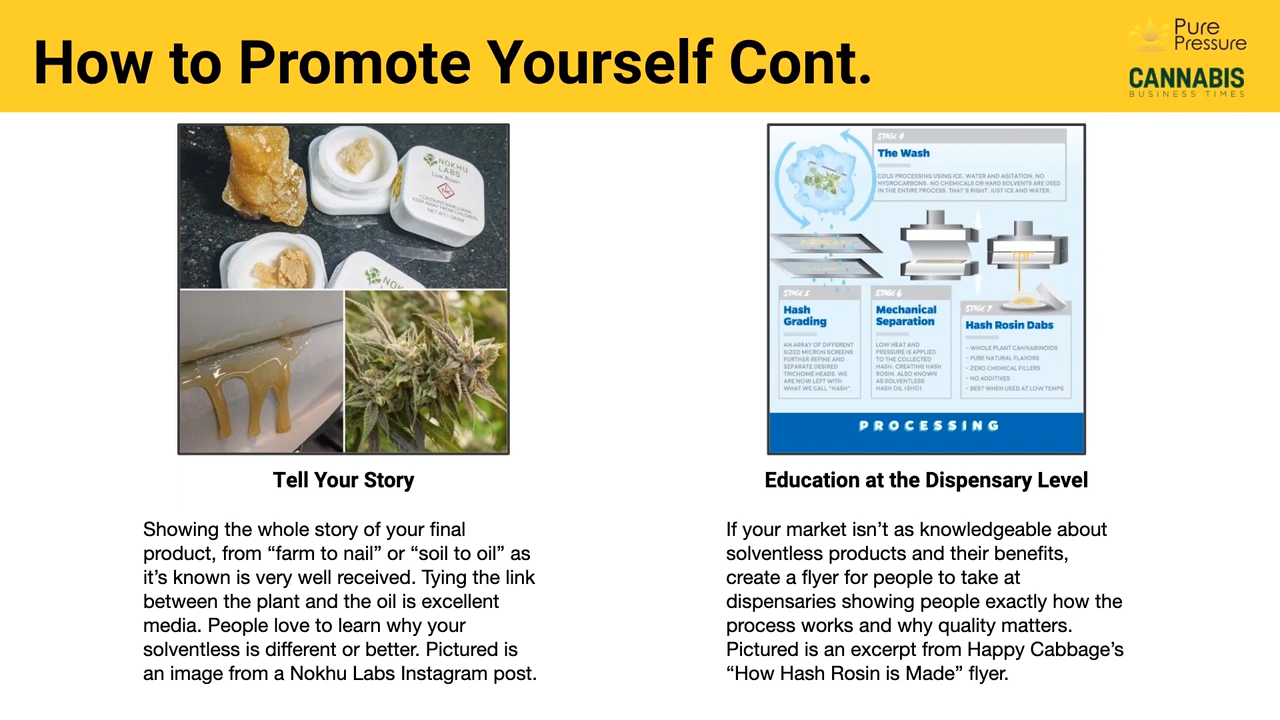 How to Promote Yourself Cont.
Pure
Pressure
CANNABIS
BUSINESS TIMES
NOKHU
LABS
Live Rosin
CONTAINS MARIJUANA.
KEEP AWAY FROM CHILDREN.
NOK
STAGE 4
The Wash
COLD PROCESSING USING ICE, WATER AND AGITATION. NO
HYDROCARBONS, NO CHEMICALS OR HARD SOLVENTS ARE USED
IN THE ENTIRE PROCESS. THAT'S RIGHT, JUST ICE AND WATER.
STAGE 5
Hash
Grading
AN ARRAY OF DIFFERENT
SIZED MICRON SCREENS
FURTHER REFINE AND
SEPARATE DESIRED
TRICHOME HEADS. WE
ARE NOW LEFT WITH
WHAT WE CALL "HASH".
STAGE 6
Mechanical
Separation
LOW HEAT AND
PRESSURE IS APPLIED
TO THE COLLECTED
HASH, CREATING HASH
ROSIN, ALSO KNOWN
AS SOLVENTLESS
HASH OIL (SHO).
STAGE 7
Hash Rosin Dabs
- WHOLE PLANT CANNABINOIDS
- PURE NATURAL FLAVORS
- ZERO CHEMICAL FILLERS
- NO ADDITIVES
- BEST WHEN USED AT LOW TEMPS
PROCESSING
Tell Your Story
Showing the whole story of your final
product, from “farm to nail” or “soil to oil” as
it’s known is very well received. Tying the link
between the plant and the oil is excellent
media. People love to learn why your
solventless is different or better. Pictured is
an image from a Nokhu Labs Instagram post.
Education at the Dispensary Level
If your market isn’t as knowledgeable about
solventless products and their benefits,
create a flyer for people to take at
dispensaries showing people exactly how the
process works and why quality matters.
Pictured is an excerpt from Happy Cabbage’s
“How Hash Rosin is Made” flyer.